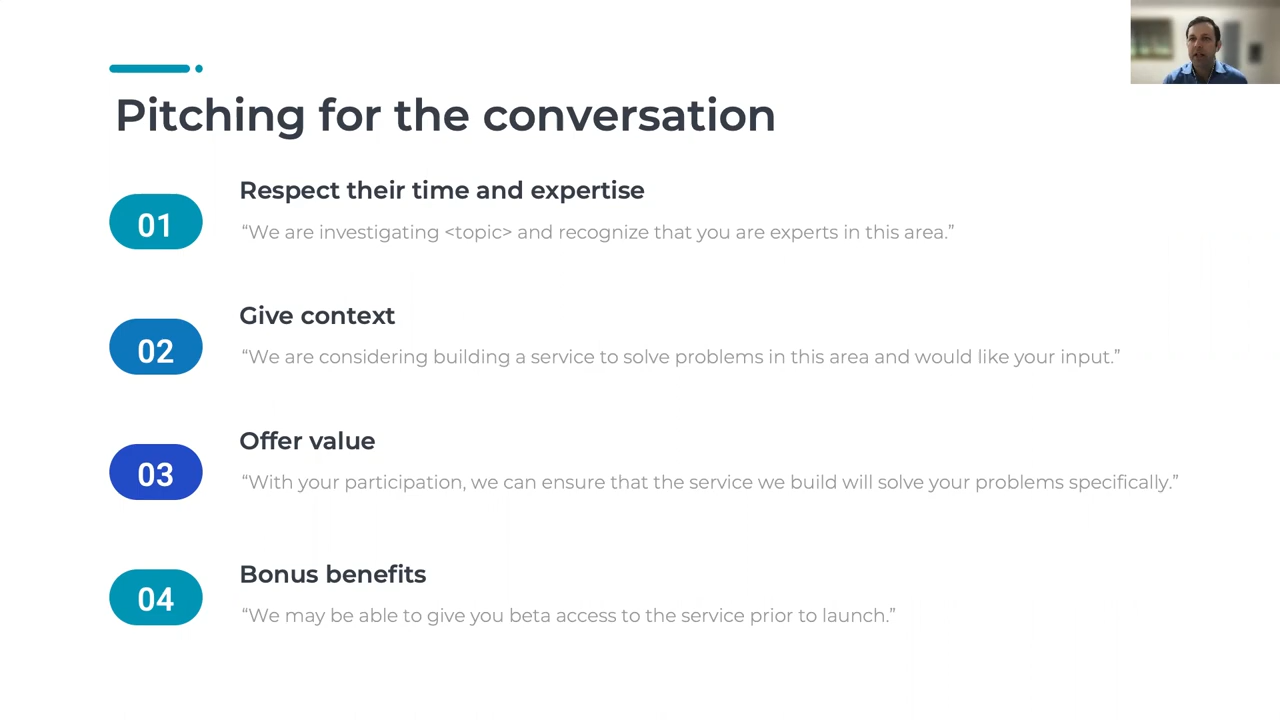 Pitching for the conversation
01
Respect their time and expertise
“We are investigating <topic> and recognize that you are experts in this area.”
02
Give context
“We are considering building a service to solve problems in this area and would like your input.”
03
Offer value
“With your participation, we can ensure that the service we build will solve your problems specifically.”
04
Bonus benefits
“We may be able to give you beta access to the service prior to launch.”